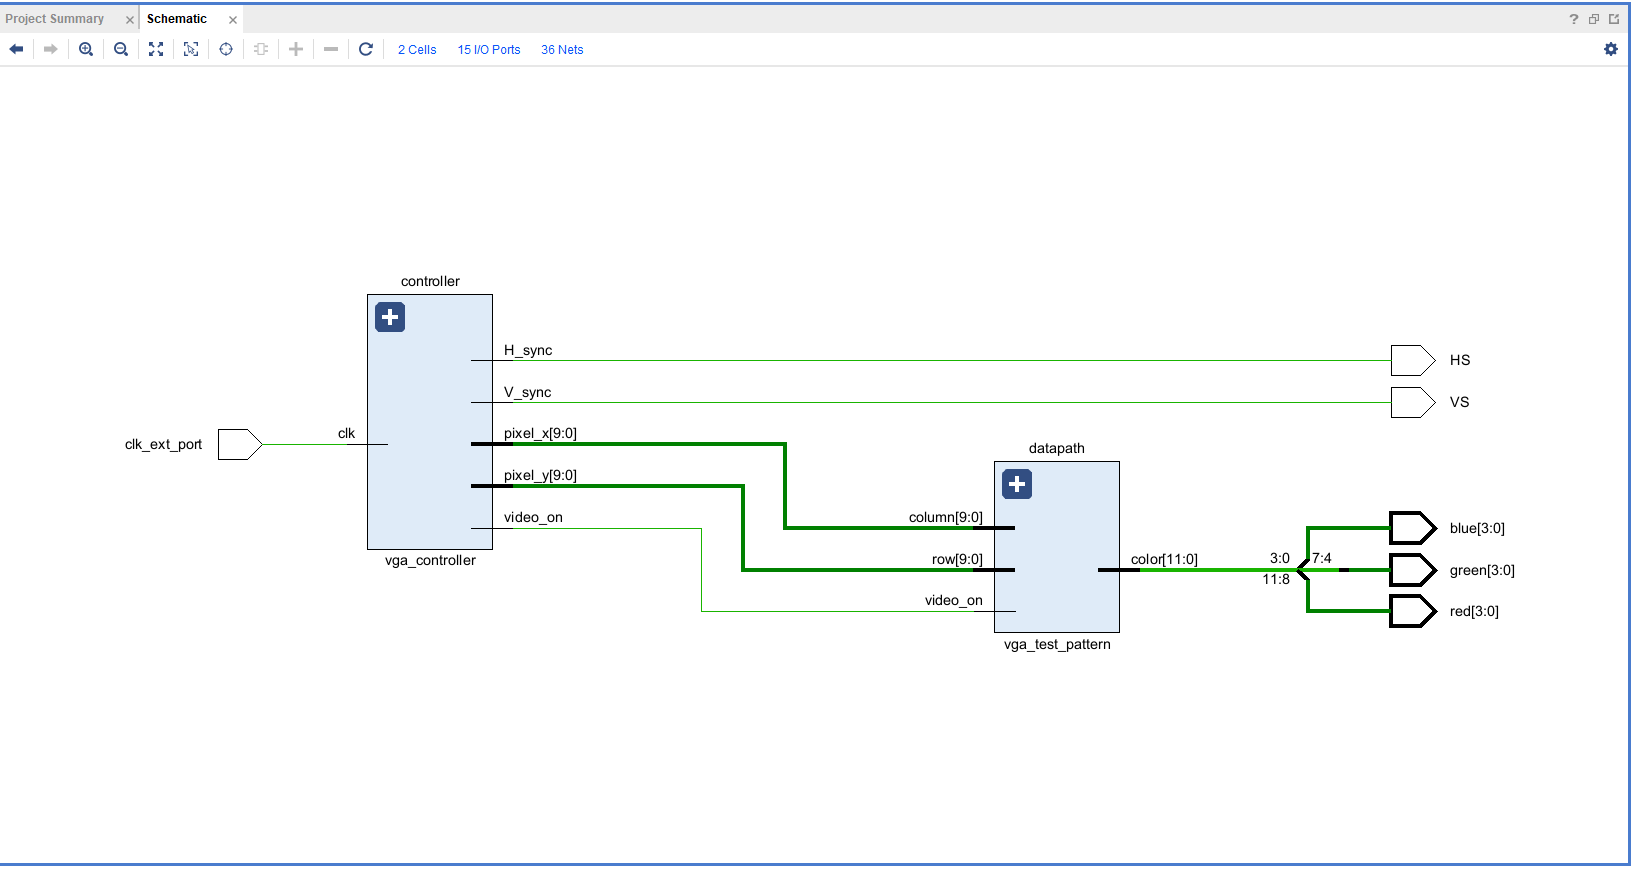 Project Summary
Schematic
2 Cells 15 I/O Ports 36 Nets
controller
H_sync
HS
V_sync
VS
clk_ext_port
clk
pixel_x[9:0]
pixel_y[9:0]
video_on
vga_controller
datapath
column[9:0]
row[9:0]
video_on
color[11:0]
vga_test_pattern
3:0
7:4
11:8
blue[3:0]
green[3:0]
red[3:0]